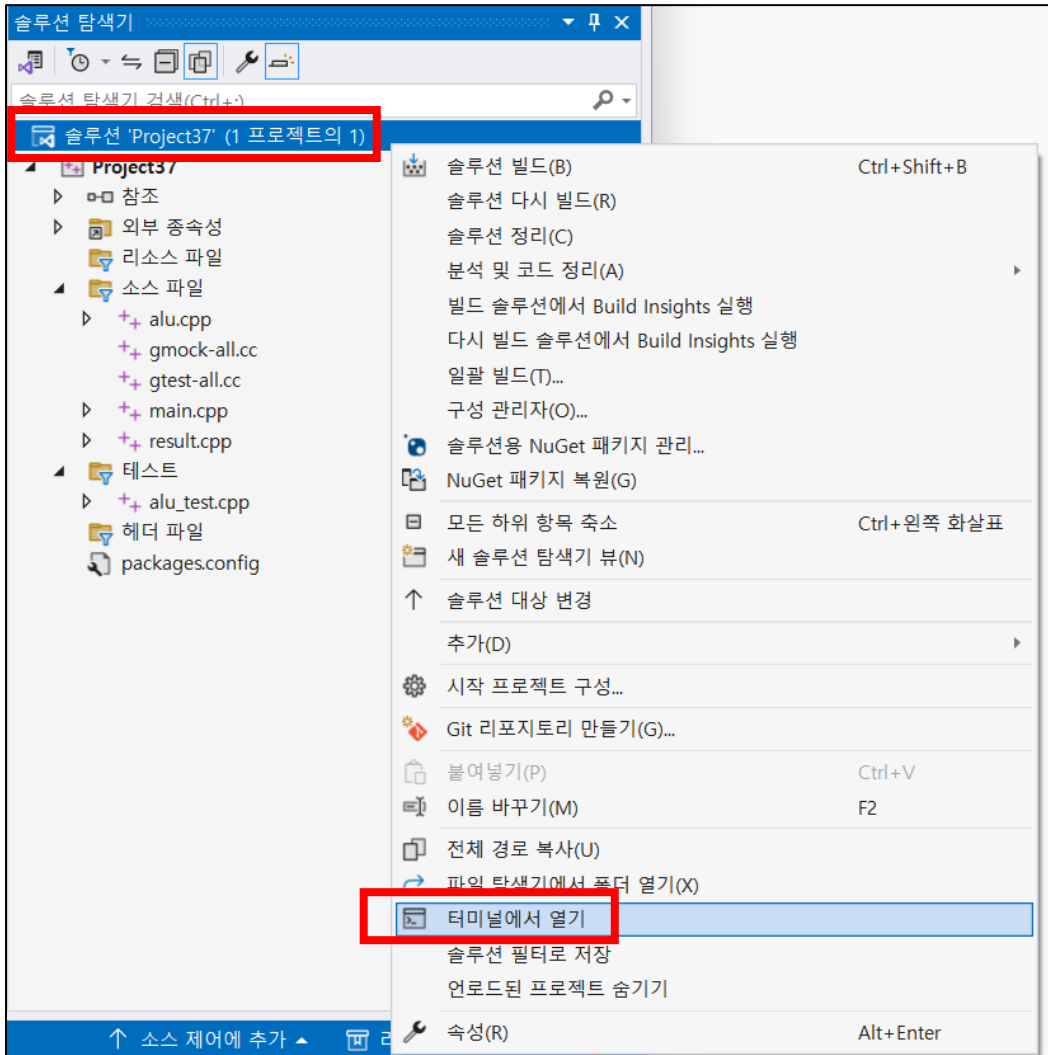 솔루션 탐색기
솔루션 탐색기 검색(Ctrl+;)
솔루션 'Project37' (1 프로젝트의 1)
Project37
참조
외부 종속성
리소스 파일
소스 파일
alu.cpp
gmock-all.cc
gtest-all.cc
main.cpp
result.cpp
테스트
alu_test.cpp
헤더 파일
packages.config
솔루션 빌드(B) Ctrl+Shift+B
솔루션 다시 빌드(R)
솔루션 정리(C)
분석 및 코드 정리(A)
빌드 솔루션에서 Build Insights 실행
다시 빌드 솔루션에서 Build Insights 실행
일괄 빌드(T)...
구성 관리자(O)...
솔루션용 NuGet 패키지 관리...
NuGet 패키지 복원(G)
모든 하위 항목 축소 Ctrl+왼쪽 화살표
새 솔루션 탐색기 뷰(N)
솔루션 대상 변경
추가(D)
시작 프로젝트 구성...
Git 리포지토리 만들기(G)...
붙여넣기(P) Ctrl+V
이름 바꾸기(M) F2
전체 경로 복사(U)
파일 탐색기에서 폴더 열기(X)
터미널에서 열기
솔루션 필터로 저장
언로드된 프로젝트 숨기기
속성(R) Alt+Enter
소스 제어에 추가